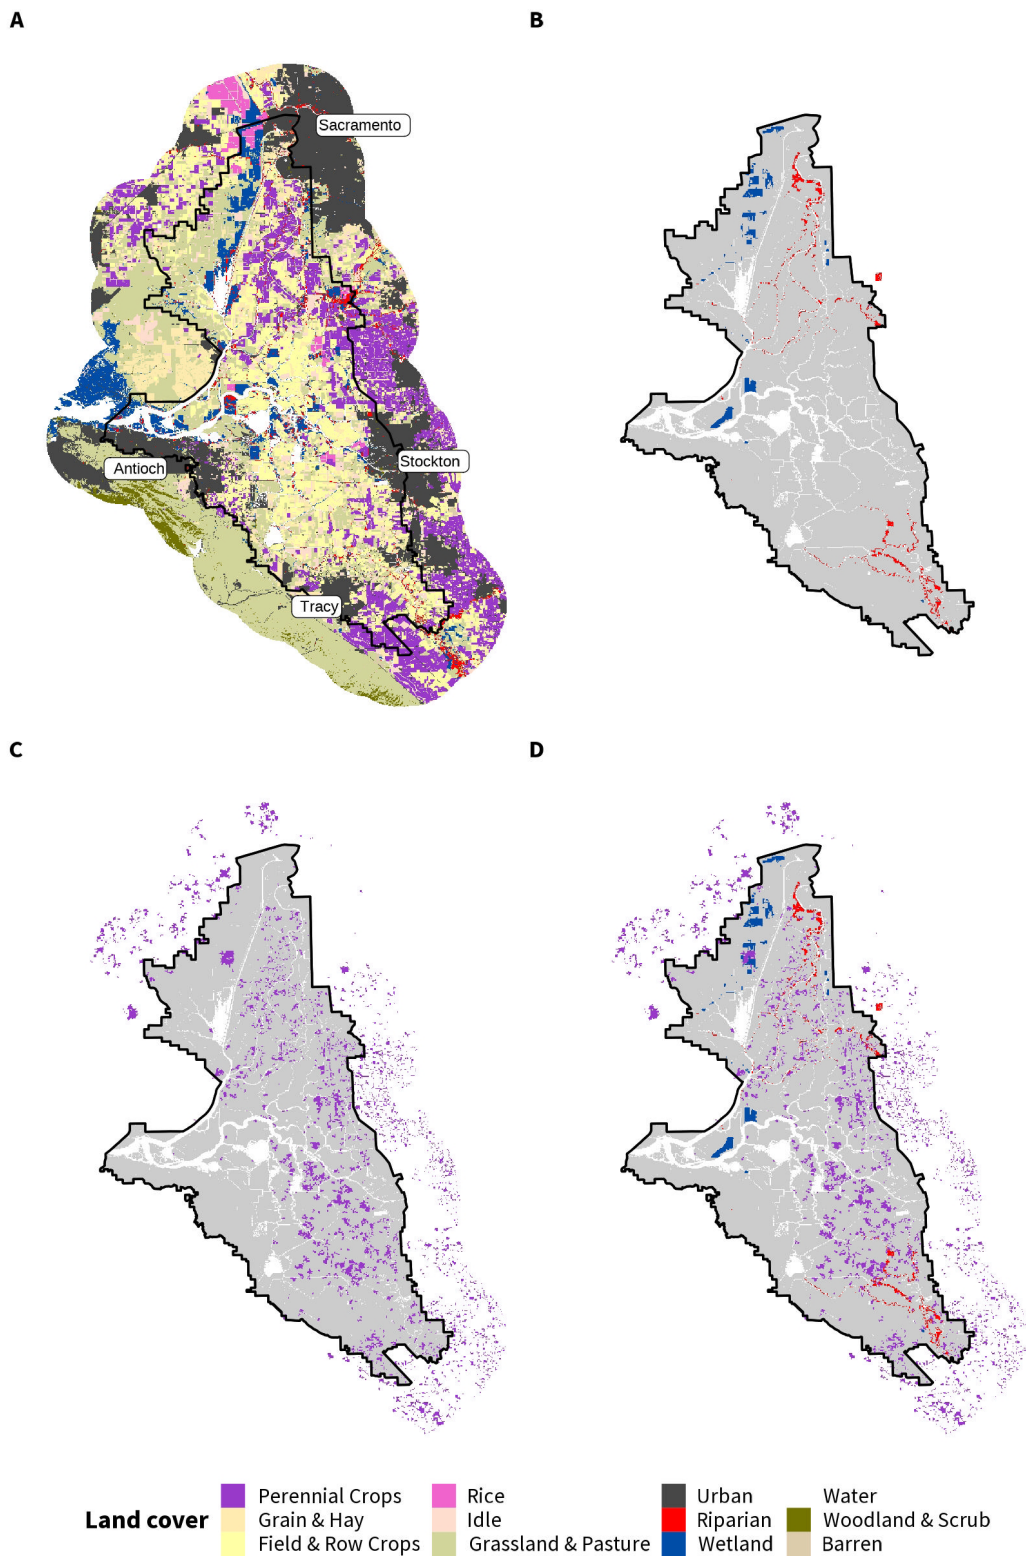 A
B
Sacramento
Antioch
Stockton
Tracy
C
D
Land cover
Perennial Crops
Grain & Hay
Field & Row Crops
Rice
Idle
Grassland & Pasture
Urban
Riparian
Wetland
Water
Woodland & Scrub
Barren